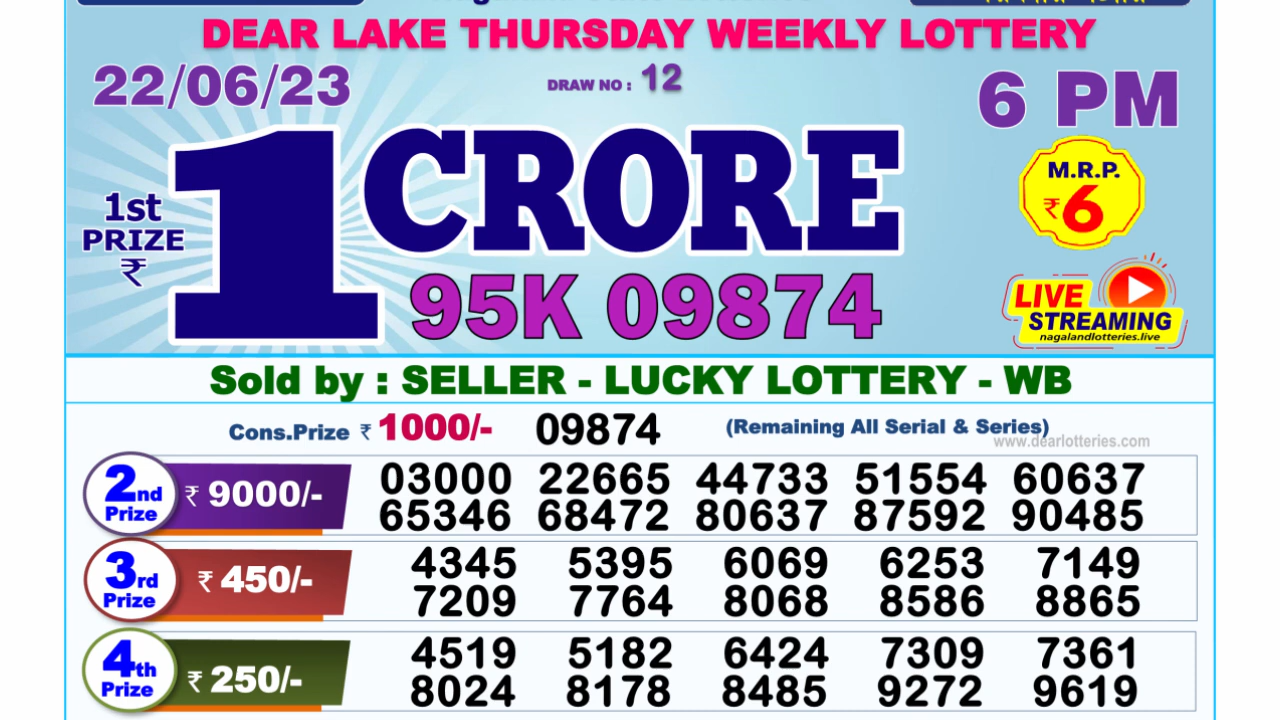 DEAR LAKE THURSDAY WEEKLY LOTTERY
22/06/23
DRAW NO : 12
6 PM
1st
PRIZE
₹
1 CRORE
95K 09874
M.R.P.
₹6
LIVE
STREAMING
nagalandlotteries.live
Sold by : SELLER - LUCKY LOTTERY - WB
Cons.Prize ₹ 1000/- 09874 (Remaining All Serial & Series)
www.dearlotteries.com
2nd
Prize
₹ 9000/-
03000 22665 44733 51554 60637
65346 68472 80637 87592 90485
3rd
Prize
₹ 450/-
4345 5395 6069 6253 7149
7209 7764 8068 8586 8865
4th
Prize
₹ 250/-
4519 5182 6424 7309 7361
8024 8178 8485 9272 9619